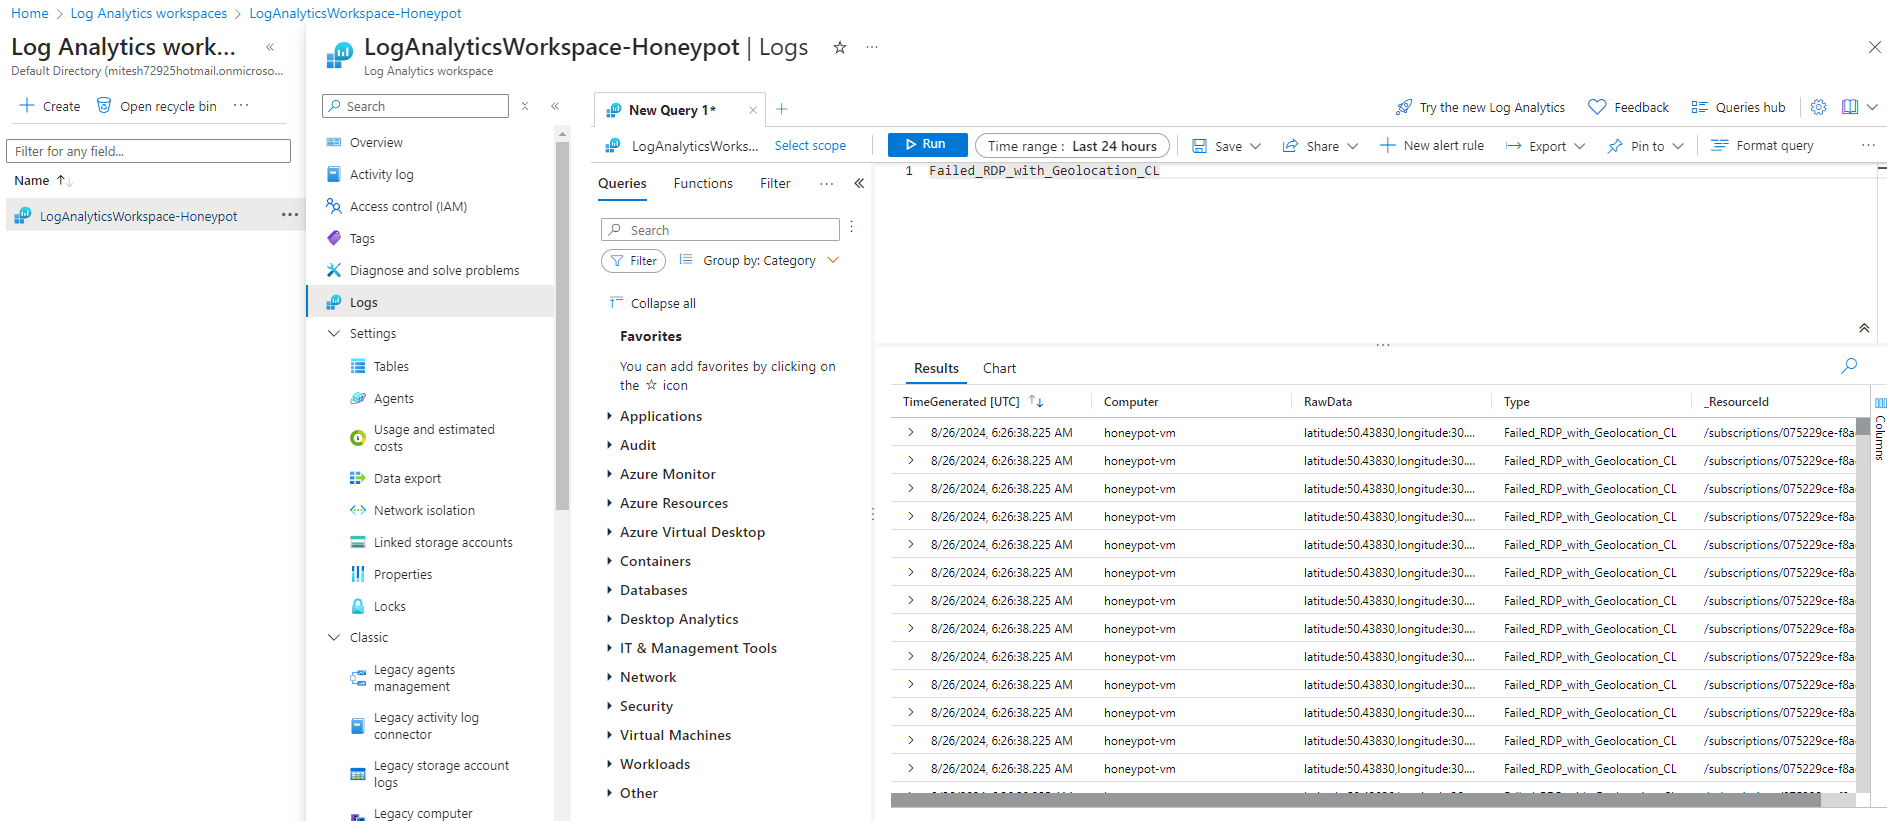 Home > Log Analytics workspaces > LogAnalyticsWorkspace-Honeypot
Log Analytics work... «
Default Directory (mitesh72925hotmail.onmicroso...
Create Open recycle bin ...
Filter for any field...
Name
LogAnalyticsWorkspace-Honeypot ...
LogAnalyticsWorkspace-Honeypot | Logs
Log Analytics workspace
Search
Overview
Activity log
Access control (IAM)
Tags
Diagnose and solve problems
Logs
Settings
Tables
Agents
Usage and estimated
costs
Data export
Network isolation
Linked storage accounts
Properties
Locks
Classic
Legacy agents
management
Legacy activity log
connector
Legacy storage account
logs
Legacy computer
New Query 1*
Try the new Log Analytics Feedback Queries hub
LogAnalyticsWorks... Select scope
Run Time range : Last 24 hours Save Share New alert rule Export Pin to Format query ...
Queries Functions Filter ... «
Search
Filter Group by: Category
Collapse all
Favorites
You can add favorites by clicking on
the ☆ icon
Applications
Audit
Azure Monitor
Azure Resources
Azure Virtual Desktop
Containers
Databases
Desktop Analytics
IT & Management Tools
Network
Security
Virtual Machines
Workloads
Other
1 Failed_RDP_with_Geolocation_CL
Results Chart
TimeGenerated [UTC] Computer RawData Type _ResourceId
8/26/2024, 6:26:38.225 AM honeypot-vm latitude:50.43830,longitude:30.... Failed_RDP_with_Geolocation_CL /subscriptions/075229ce-f8a
8/26/2024, 6:26:38.225 AM honeypot-vm latitude:50.43830,longitude:30.... Failed_RDP_with_Geolocation_CL /subscriptions/075229ce-f8a
8/26/2024, 6:26:38.225 AM honeypot-vm latitude:50.43830,longitude:30.... Failed_RDP_with_Geolocation_CL /subscriptions/075229ce-f8a
8/26/2024, 6:26:38.225 AM honeypot-vm latitude:50.43830,longitude:30.... Failed_RDP_with_Geolocation_CL /subscriptions/075229ce-f8a
8/26/2024, 6:26:38.225 AM honeypot-vm latitude:50.43830,longitude:30.... Failed_RDP_with_Geolocation_CL /subscriptions/075229ce-f8a
8/26/2024, 6:26:38.225 AM honeypot-vm latitude:50.43830,longitude:30.... Failed_RDP_with_Geolocation_CL /subscriptions/075229ce-f8a
8/26/2024, 6:26:38.225 AM honeypot-vm latitude:50.43830,longitude:30.... Failed_RDP_with_Geolocation_CL /subscriptions/075229ce-f8a
8/26/2024, 6:26:38.225 AM honeypot-vm latitude:50.43830,longitude:30.... Failed_RDP_with_Geolocation_CL /subscriptions/075229ce-f8a
8/26/2024, 6:26:38.225 AM honeypot-vm latitude:50.43830,longitude:30.... Failed_RDP_with_Geolocation_CL /subscriptions/075229ce-f8a
8/26/2024, 6:26:38.225 AM honeypot-vm latitude:50.43830,longitude:30.... Failed_RDP_with_Geolocation_CL /subscriptions/075229ce-f8a
8/26/2024, 6:26:38.225 AM honeypot-vm latitude:50.43830,longitude:30.... Failed_RDP_with_Geolocation_CL /subscriptions/075229ce-f8a
8/26/2024, 6:26:38.225 AM honeypot-vm latitude:50.43830,longitude:30.... Failed_RDP_with_Geolocation_CL /subscriptions/075229ce-f8a
8/26/2024, 6:26:38.225 AM honeypot-vm latitude:50.43830,longitude:30.... Failed_RDP_with_Geolocation_CL /subscriptions/075229ce-f8a
Columns